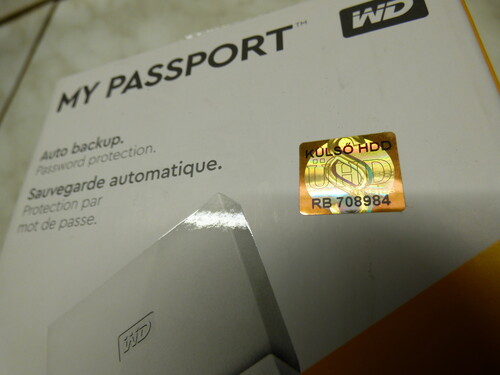 MY PASSPORT™
WD
Auto backup.
Password protection.
Sauvegarde automatique.
Protection par
mot de passe.
KÜLSŐ HDD
RB 708984
WD